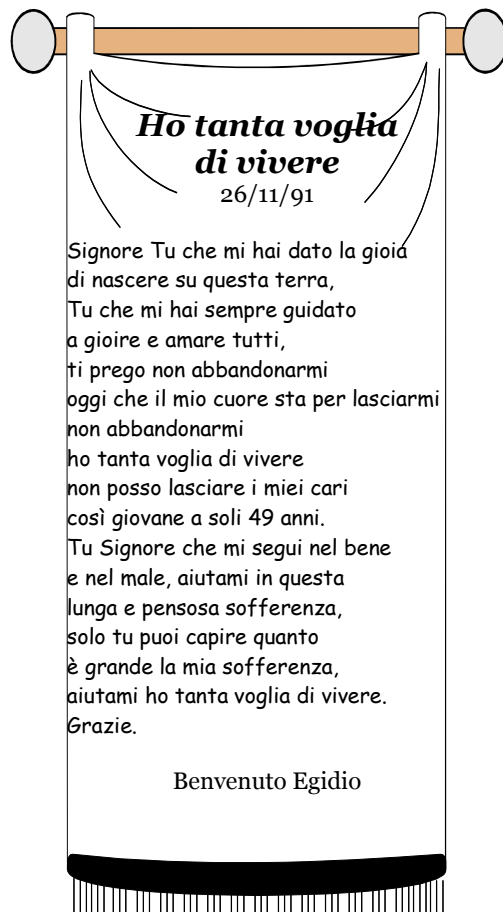 Ho tanta voglia
di vivere
26/11/91
Signore Tu che mi hai dato la gioia
di nascere su questa terra,
Tu che mi hai sempre guidato
a gioire e amare tutti,
ti prego non abbandonarmi
oggi che il mio cuore sta per lasciarmi
non abbandonarmi
ho tanta voglia di vivere
non posso lasciare i miei cari
così giovane a soli 49 anni.
Tu Signore che mi segui nel bene
e nel male, aiutami in questa
lunga e pensosa sofferenza,
solo tu puoi capire quanto
è grande la mia sofferenza,
aiutami ho tanta voglia di vivere.
Grazie.
Benvenuto Egidio